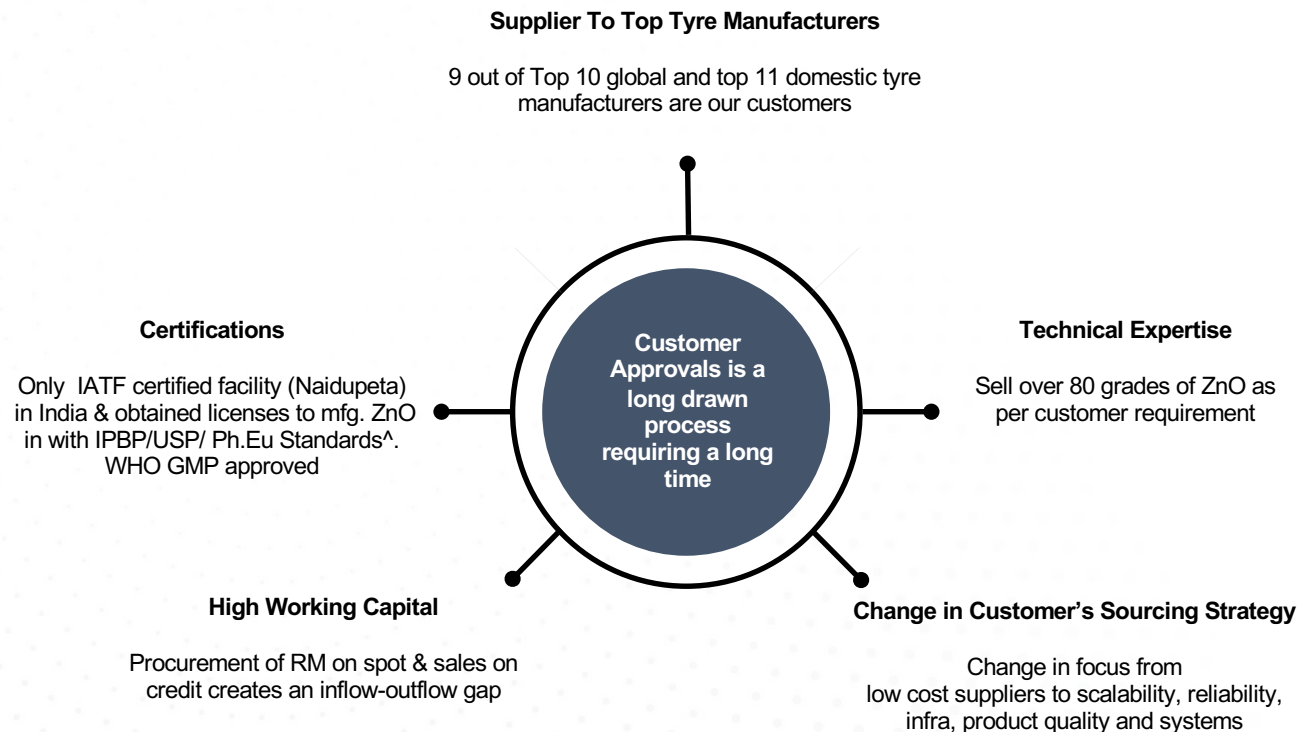 Supplier To Top Tyre Manufacturers
9 out of Top 10 global and top 11 domestic tyre
manufacturers are our customers
Certifications
Only IATF certified facility (Naidupeta)
in India & obtained licenses to mfg. ZnO
in with IPBP/USP/ Ph.Eu Standards^.
WHO GMP approved
Customer
Approvals is a
long drawn
process
requiring a long
time
Technical Expertise
Sell over 80 grades of ZnO as
per customer requirement
High Working Capital
Procurement of RM on spot & sales on
credit creates an inflow-outflow gap
Change in Customer’s Sourcing Strategy
Change in focus from
low cost suppliers to scalability, reliability,
infra, product quality and systems